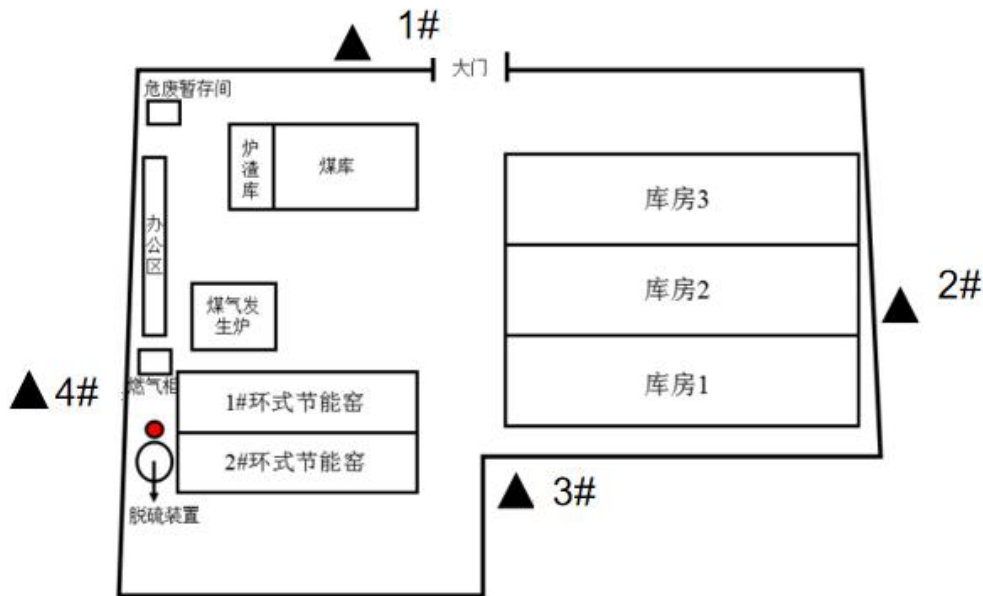 1#
大门
危废暂存间
炉
渣
库
煤库
库房3
办
公
区
库房2
2#
煤气发
生炉
燃气柜
4#
1#环式节能窑
库房1
2#环式节能窑
3#
脱硫装置